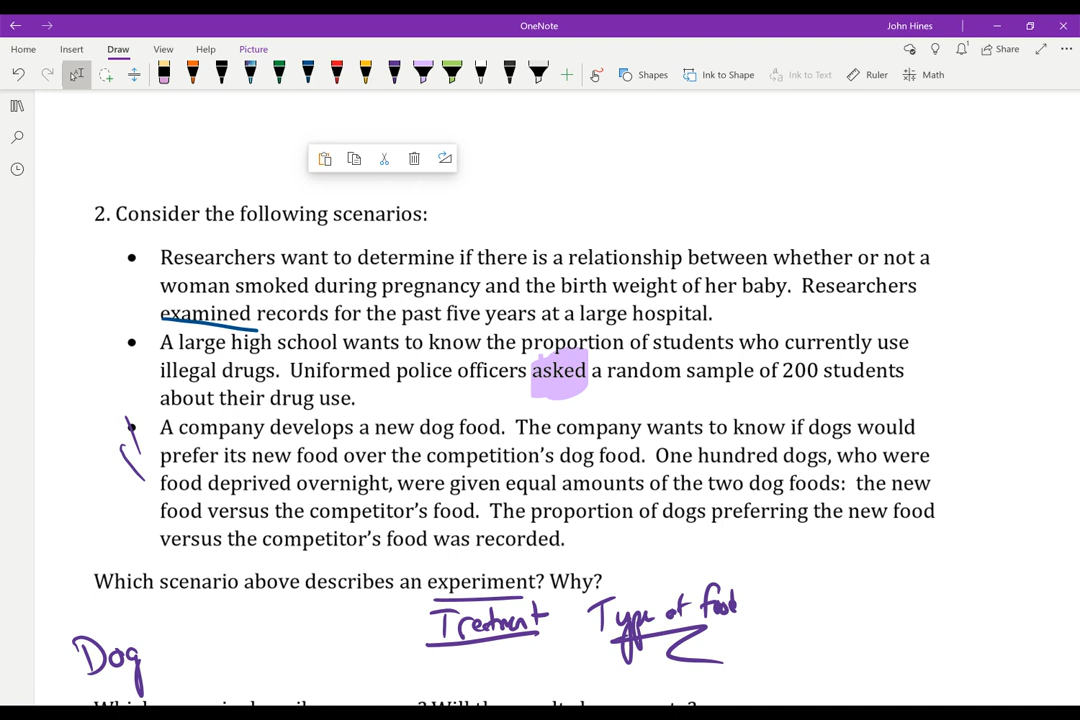 OneNote
John Hines
Home Insert Draw View Help Picture
Share
Shapes Ink to Shape Ink to Text Ruler Math
2. Consider the following scenarios:
• Researchers want to determine if there is a relationship between whether or not a
woman smoked during pregnancy and the birth weight of her baby. Researchers
examined records for the past five years at a large hospital.
• A large high school wants to know the proportion of students who currently use
illegal drugs. Uniformed police officers asked a random sample of 200 students
about their drug use.
• A company develops a new dog food. The company wants to know if dogs would
prefer its new food over the competition's dog food. One hundred dogs, who were
food deprived overnight, were given equal amounts of the two dog foods: the new
food versus the competitor's food. The proportion of dogs preferring the new food
versus the competitor's food was recorded.
Which scenario above describes an experiment? Why?
Treatment Type of food
Dog